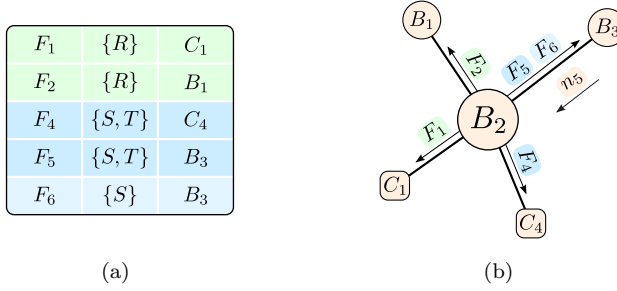 F₁ {R} C₁
F₂ {R} B₁
F₄ {S, T} C₄
F₅ {S, T} B₃
F₆ {S} B₃
(a)
B₁
B₃
F₂
F₅ F₆
n₅
B₂
F₁
F₄
C₁
C₄
(b)